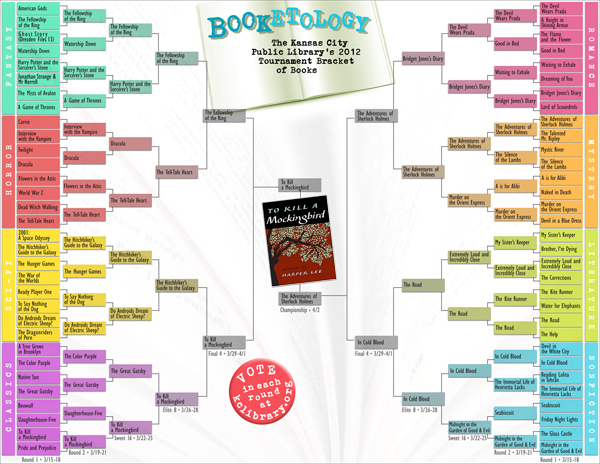 BOOKETOLOGY
The Kansas City
Public Library's 2012
Tournament Bracket
of Books
FANTASY
American Gods
The Fellowship
of the Ring
Ghost Story
(Dresden Files 13)
Watership Down
Harry Potter and the
Sorcerer's Stone
Jonathan Strange &
Mr Norrell
The Mists of Avalon
A Game of Thrones
The Fellowship
of the Ring
Watership Down
Harry Potter and the
Sorcerer's Stone
A Game of Thrones
The Fellowship
of the Ring
Harry Potter and the
Sorcerer's Stone
The Fellowship
of the Ring
HORROR
Carrie
Interview with
the Vampire
Twilight
Dracula
Flowers in the Attic
World War Z
Dead Witch Walking
The Tell-Tale Heart
Interview
with the Vampire
Dracula
Flowers in the Attic
The Tell-Tale Heart
Dracula
The Tell-Tale Heart
The Tell-Tale Heart
SCI-FI
2001:
A Space Odyssey
The Hitchhiker's
Guide to the Galaxy
The Hunger Games
The War of
the Worlds
Ready Player One
To Say Nothing
of the Dog
Do Androids Dream
of Electric Sheep?
The Dragonriders
of Pern
The Hitchhiker's
Guide to the Galaxy
The Hunger Games
To Say Nothing
of the Dog
Do Androids Dream
of Electric Sheep?
The Hitchhiker's
Guide to the Galaxy
Do Androids Dream
of Electric Sheep?
The Hitchhiker's
Guide to the Galaxy
CLASSICS
A Tree Grows
in Brooklyn
The Color Purple
Native Son
The Great Gatsby
Beowulf
Slaughterhouse-Five
To Kill
a Mockingbird
Pride and Prejudice
The Color Purple
The Great Gatsby
Slaughterhouse-Five
To Kill
a Mockingbird
The Great Gatsby
To Kill
a Mockingbird
To Kill
a Mockingbird
Round 1 • 3/15-18
Round 2 • 3/19-21
Sweet 16 • 3/22-25
Elite 8 • 3/26-28
The Fellowship
of the Ring
To Kill
a Mockingbird
Final 4 • 3/29-4/1
To Kill
a Mockingbird
TO KILL A
Mockingbird
HARPER LEE
The Adventures of
Sherlock Holmes
Championship • 4/2
VOTE
in each
round
at
kclibrary.org
The Adventures of
Sherlock Holmes
In Cold Blood
Final 4 • 3/29-4/1
ROMANCE
Bridget Jones's Diary
The Devil
Wears Prada
Bridget Jones's Diary
The Devil
Wears Prada
Good in Bed
Waiting to Exhale
Bridget Jones's Diary
The Devil
Wears Prada
A Knight in
Shining Armor
The Flame
and the Flower
Good in Bed
Waiting to Exhale
Dreaming of You
Bridget Jones's Diary
Lord of Scoundrels
MYSTERY
The Adventures of
Sherlock Holmes
The Adventures of
Sherlock Holmes
Murder on
the Orient Express
The Adventures of
Sherlock Holmes
The Silence
of the Lambs
A is for Alibi
Murder on
the Orient Express
The Adventures of
Sherlock Holmes
The Talented
Mr. Ripley
Mystic River
The Silence
of the Lambs
A is for Alibi
Naked in Death
Murder on
the Orient Express
Devil in a Blue Dress
LITERARY
The Road
Extremely Loud and
Incredibly Close
The Road
My Sister's Keeper
Extremely Loud and
Incredibly Close
The Kite Runner
The Road
My Sister's Keeper
Brother, I'm Dying
Extremely Loud and
Incredibly Close
The Corrections
The Kite Runner
Water for Elephants
The Road
The Help
NONFICTION
In Cold Blood
In Cold Blood
Midnight in the
Garden of Good & Evil
In Cold Blood
The Immortal Life of
Henrietta Lacks
Seabiscuit
Midnight in the
Garden of Good & Evil
Devil in
the White City
In Cold Blood
Reading Lolita
in Tehran
The Immortal Life of
Henrietta Lacks
Seabiscuit
Friday Night Lights
The Glass Castle
Midnight in the
Garden of Good & Evil
Elite 8 • 3/26-28
Sweet 16 • 3/22-25
Round 2 • 3/19-21
Round 1 • 3/15-18